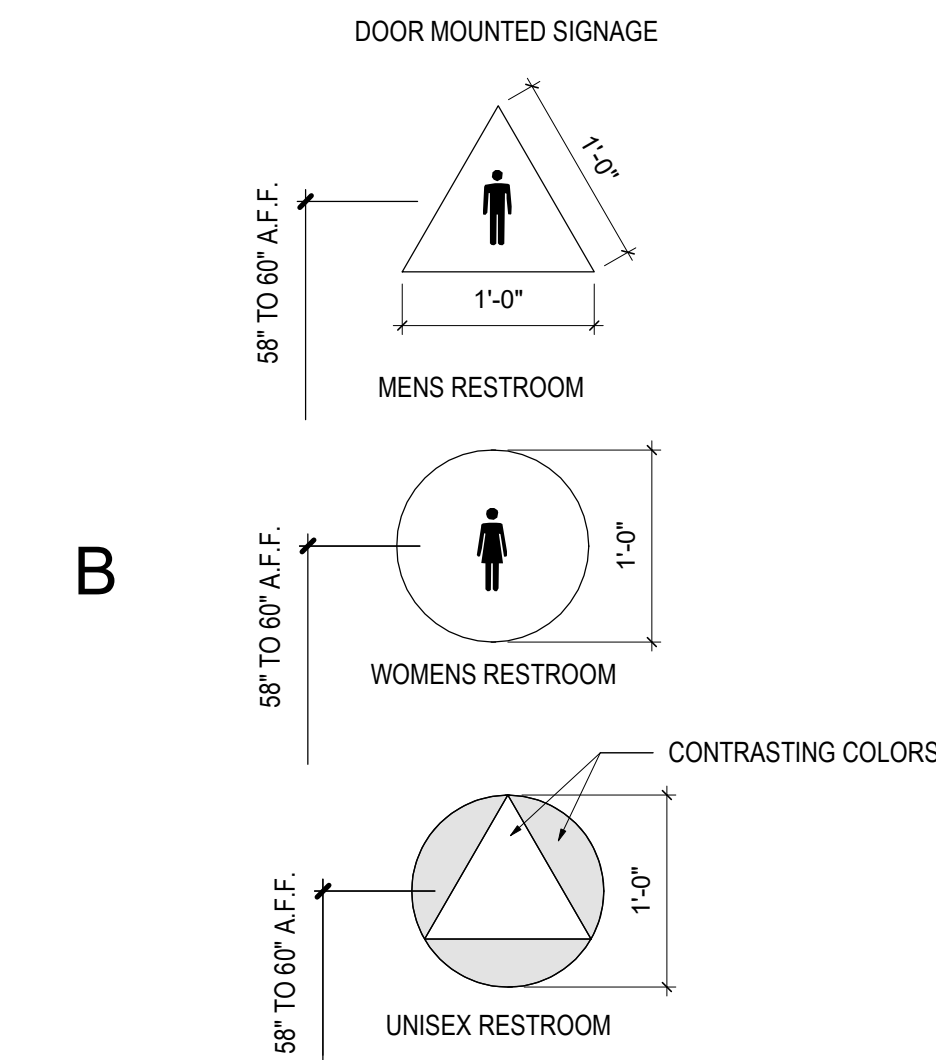 DOOR MOUNTED SIGNAGE
1'-0"
58" TO 60" A.F.F.
1'-0"
MENS RESTROOM
B
58" TO 60" A.F.F.
1'-0"
WOMENS RESTROOM
CONTRASTING COLORS
58" TO 60" A.F.F.
1'-0"
UNISEX RESTROOM